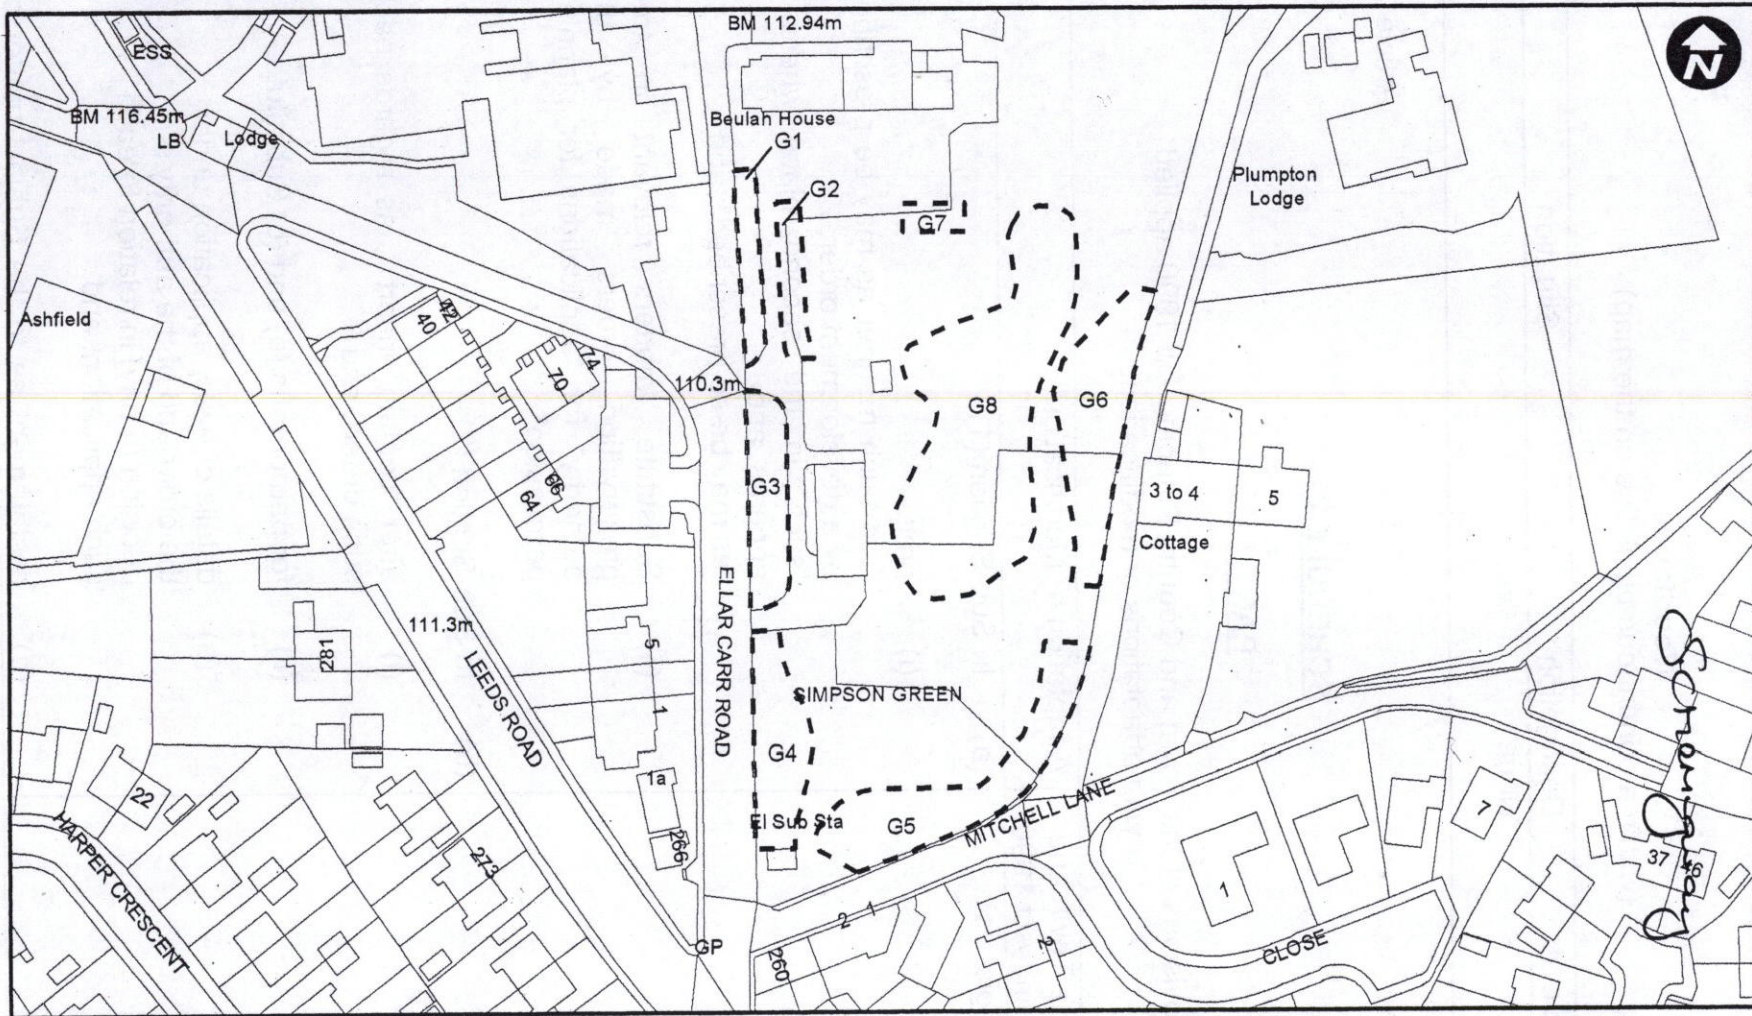 BM 112.94m
N
ESS
BM 116.45m
LB
Lodge
Beulah House
G1
G2
G7
Plumpton
Lodge
Ashfield
42
40
74
70
110.3m
G8
G6
66
64
G3
3 to 4
5
Cottage
ELLAR CARR ROAD
111.3m
281
LEEDS ROAD
5
1
SIMPSON GREEN
G4
1a
El Sub Sta
G5
MITCHELL LANE
22
HARPER CRESCENT
273
266
7
37
46
1
2
1
2
CLOSE
GP
260